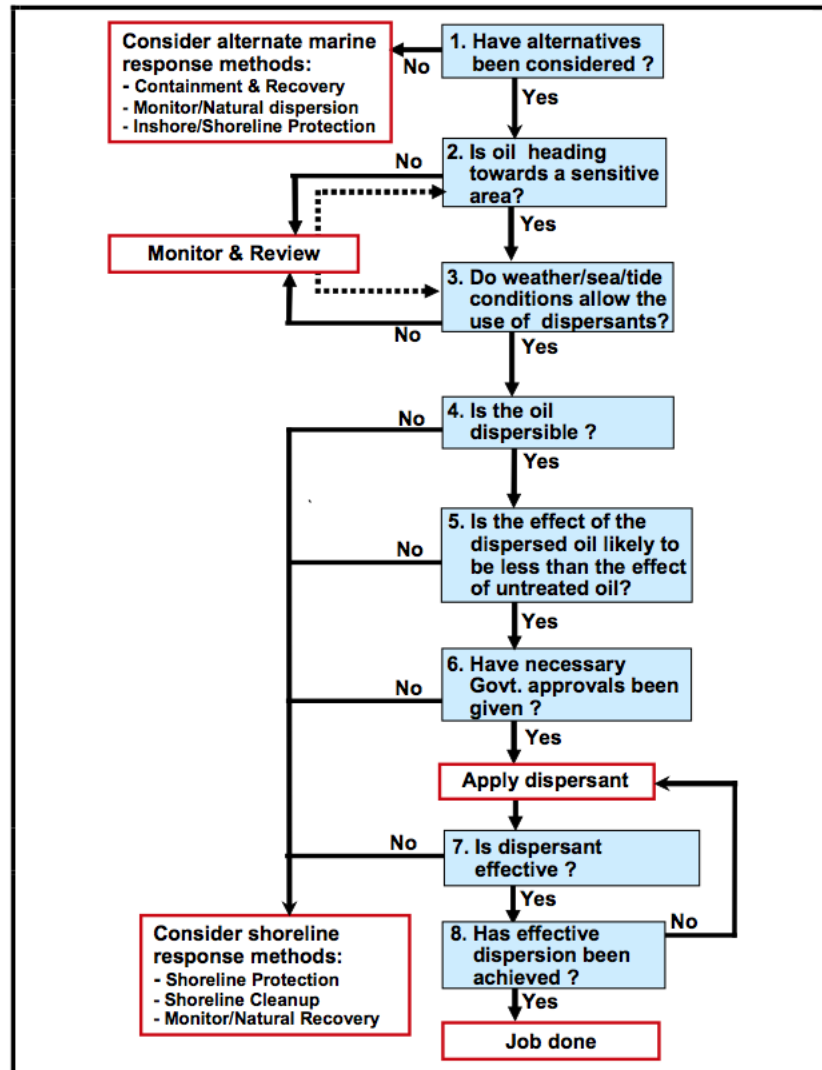 Consider alternate marine
response methods:
- Containment & Recovery
- Monitor/Natural dispersion
- Inshore/Shoreline Protection
No
1. Have alternatives
been considered ?
Yes
No
2. Is oil heading
towards a sensitive
area?
Yes
Monitor & Review
3. Do weather/sea/tide
conditions allow the
use of dispersants?
No
Yes
No
4. Is the oil
dispersible ?
Yes
No
5. Is the effect of the
dispersed oil likely to
be less than the effect
of untreated oil?
Yes
No
6. Have necessary
Govt. approvals been
given ?
Yes
Apply dispersant
No
7. Is dispersant
effective ?
Yes
8. Has effective
dispersion been
achieved ?
No
Yes
Job done
Consider shoreline
response methods:
- Shoreline Protection
- Shoreline Cleanup
- Monitor/Natural Recovery